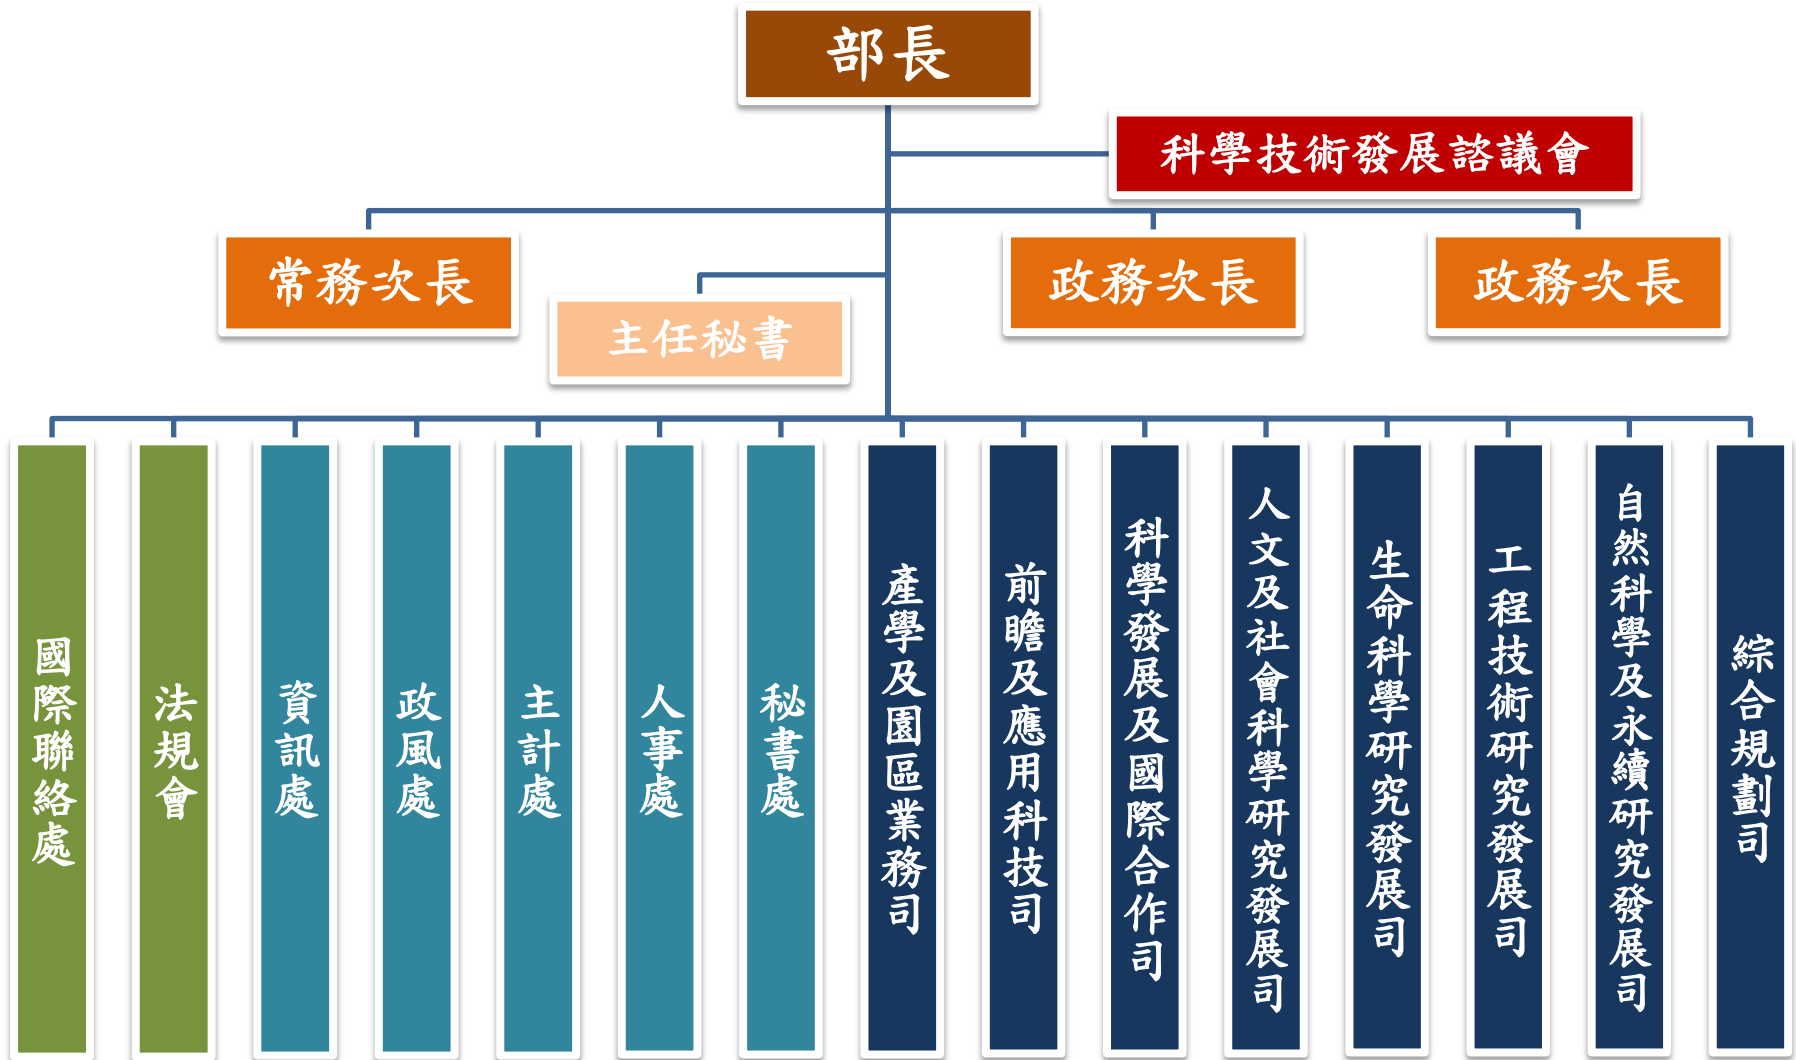 部長
科學技術發展諮議會
常務次長
政務次長
政務次長
主任秘書
國際聯絡處
法規會
資訊處
政風處
主計處
人事處
秘書處
產學及園區業務司
前瞻及應用科技司
科學發展及國際合作司
人文及社會科學研究發展司
生命科學研究發展司
工程技術研究發展司
自然科學及永續研究發展司
綜合規劃司